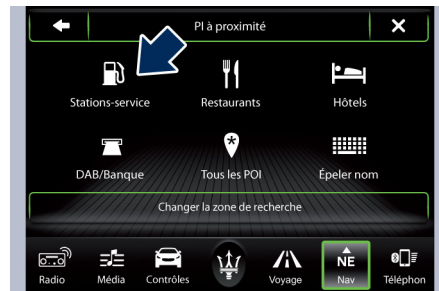 PI à proximité
Stations-service
Restaurants
Hôtels
DAB/Banque
Tous les POI
Épeler nom
Changer la zone de recherche
NE
Radio
Média
Contrôles
Voyage
Nav
Téléphon